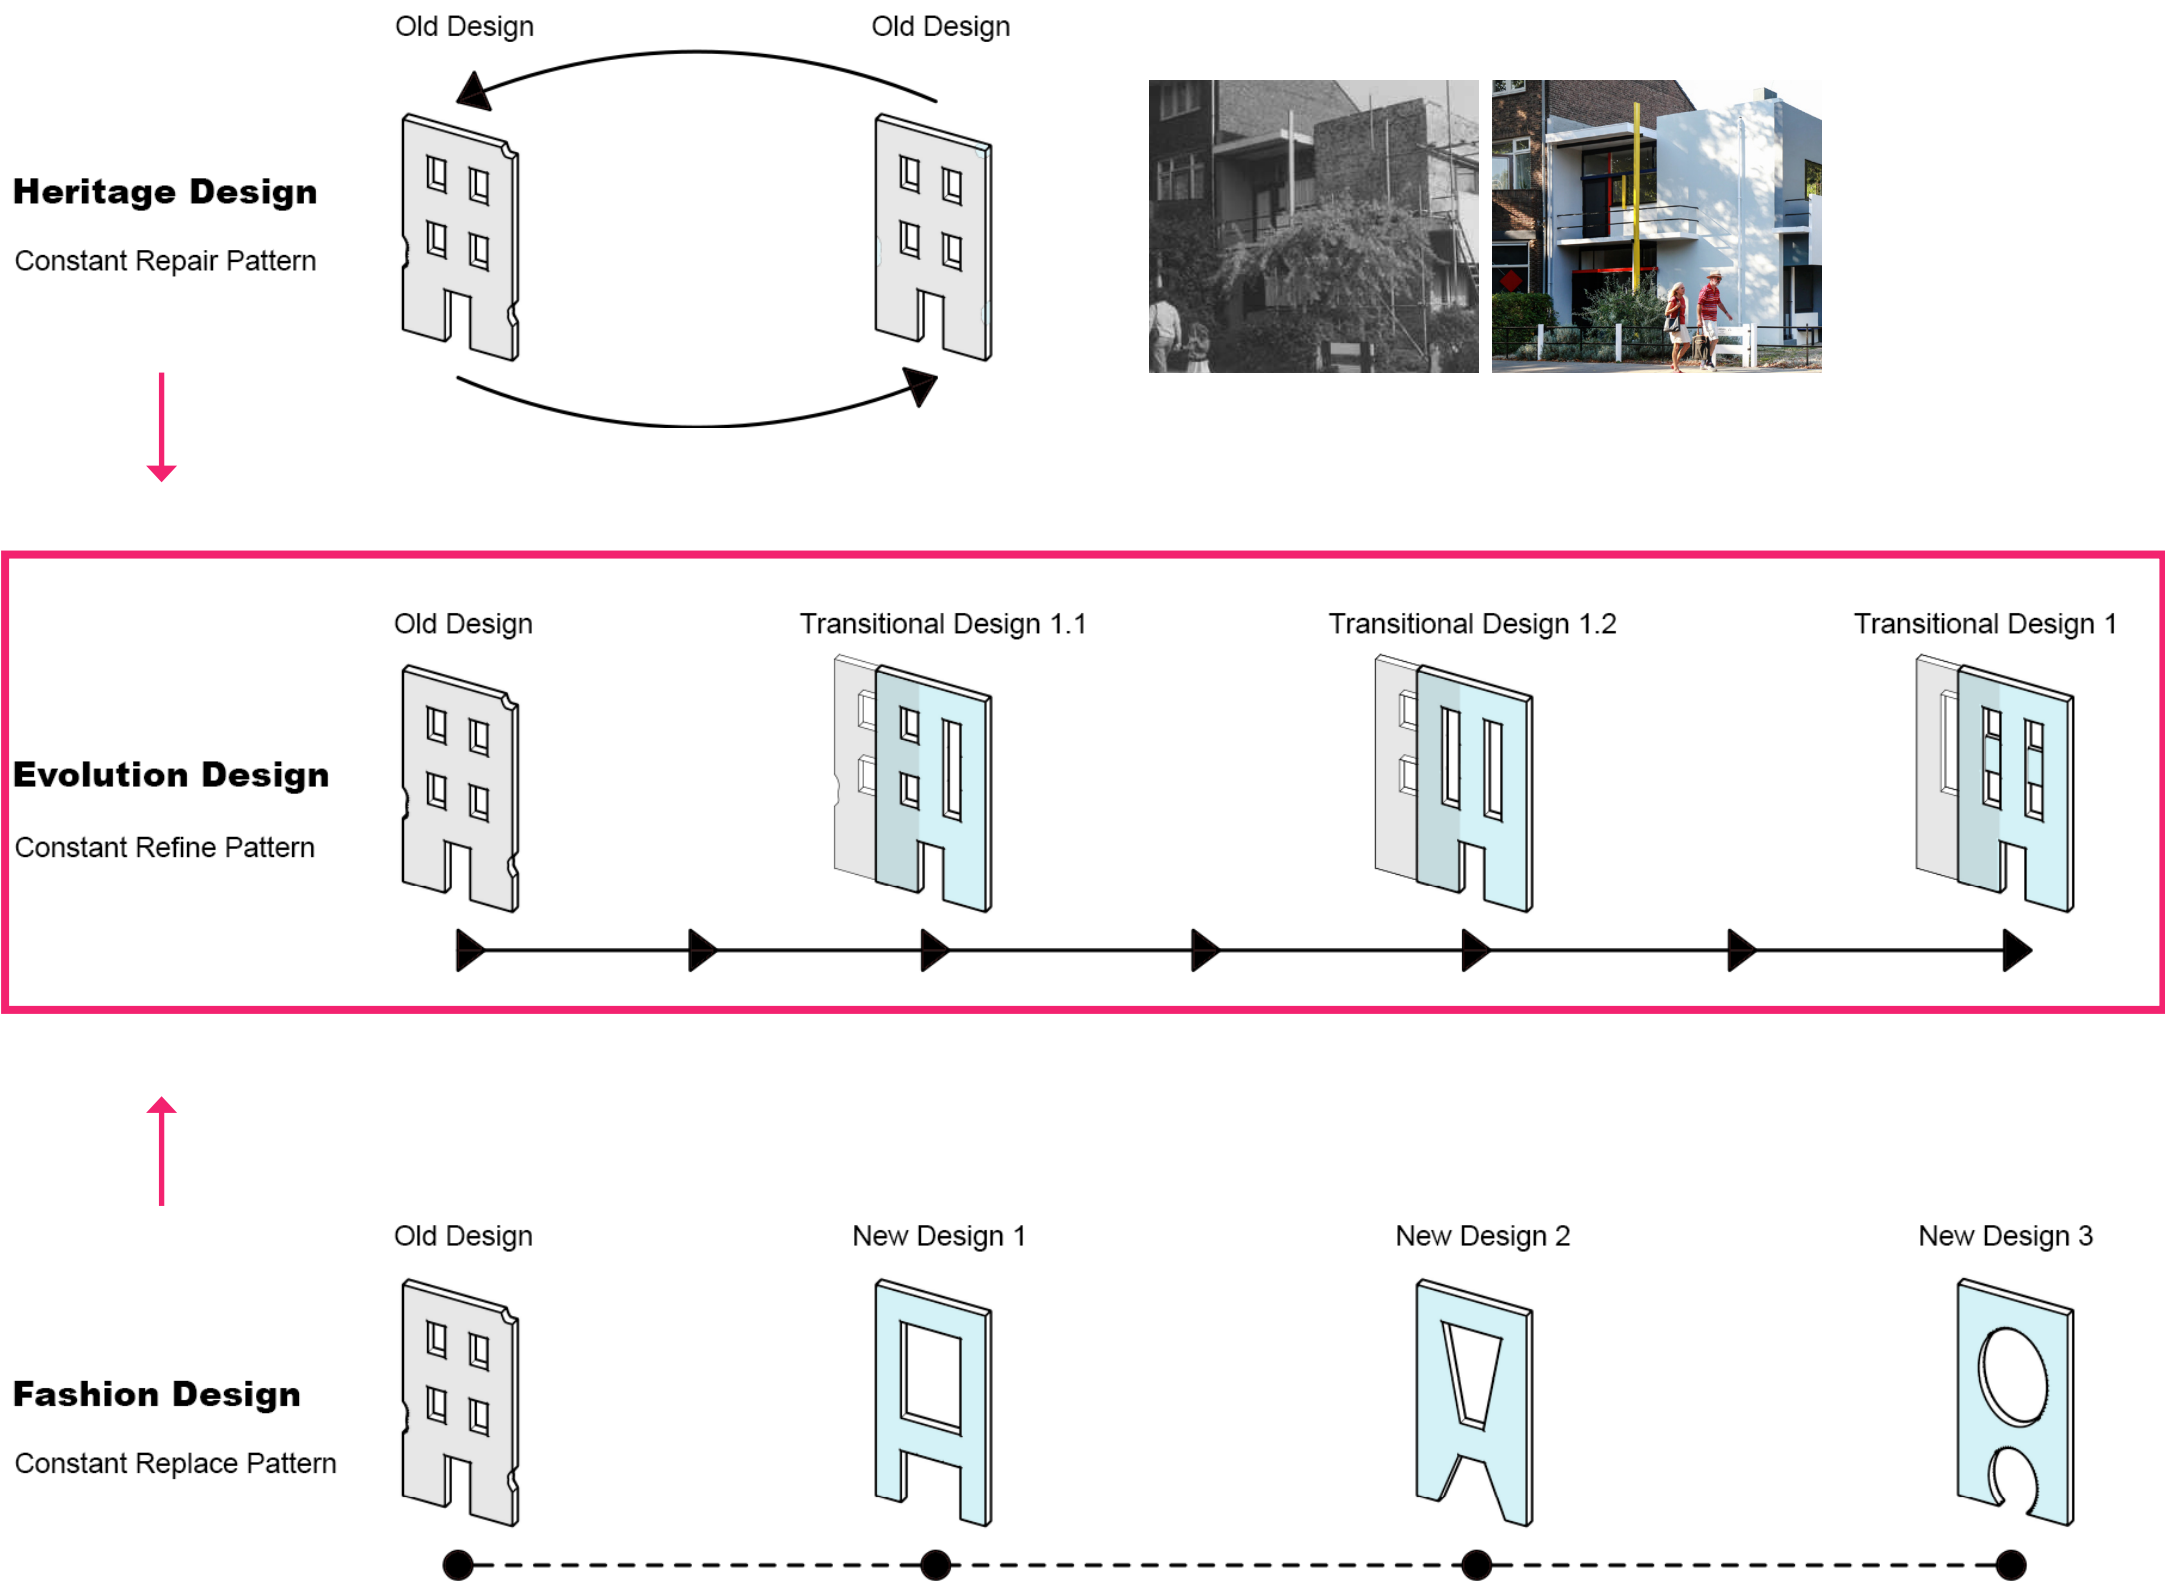 Old Design
Old Design
Heritage Design
Constant Repair Pattern
Old Design
Transitional Design 1.1
Transitional Design 1.2
Transitional Design 1
Evolution Design
Constant Refine Pattern
Old Design
New Design 1
New Design 2
New Design 3
Fashion Design
Constant Replace Pattern